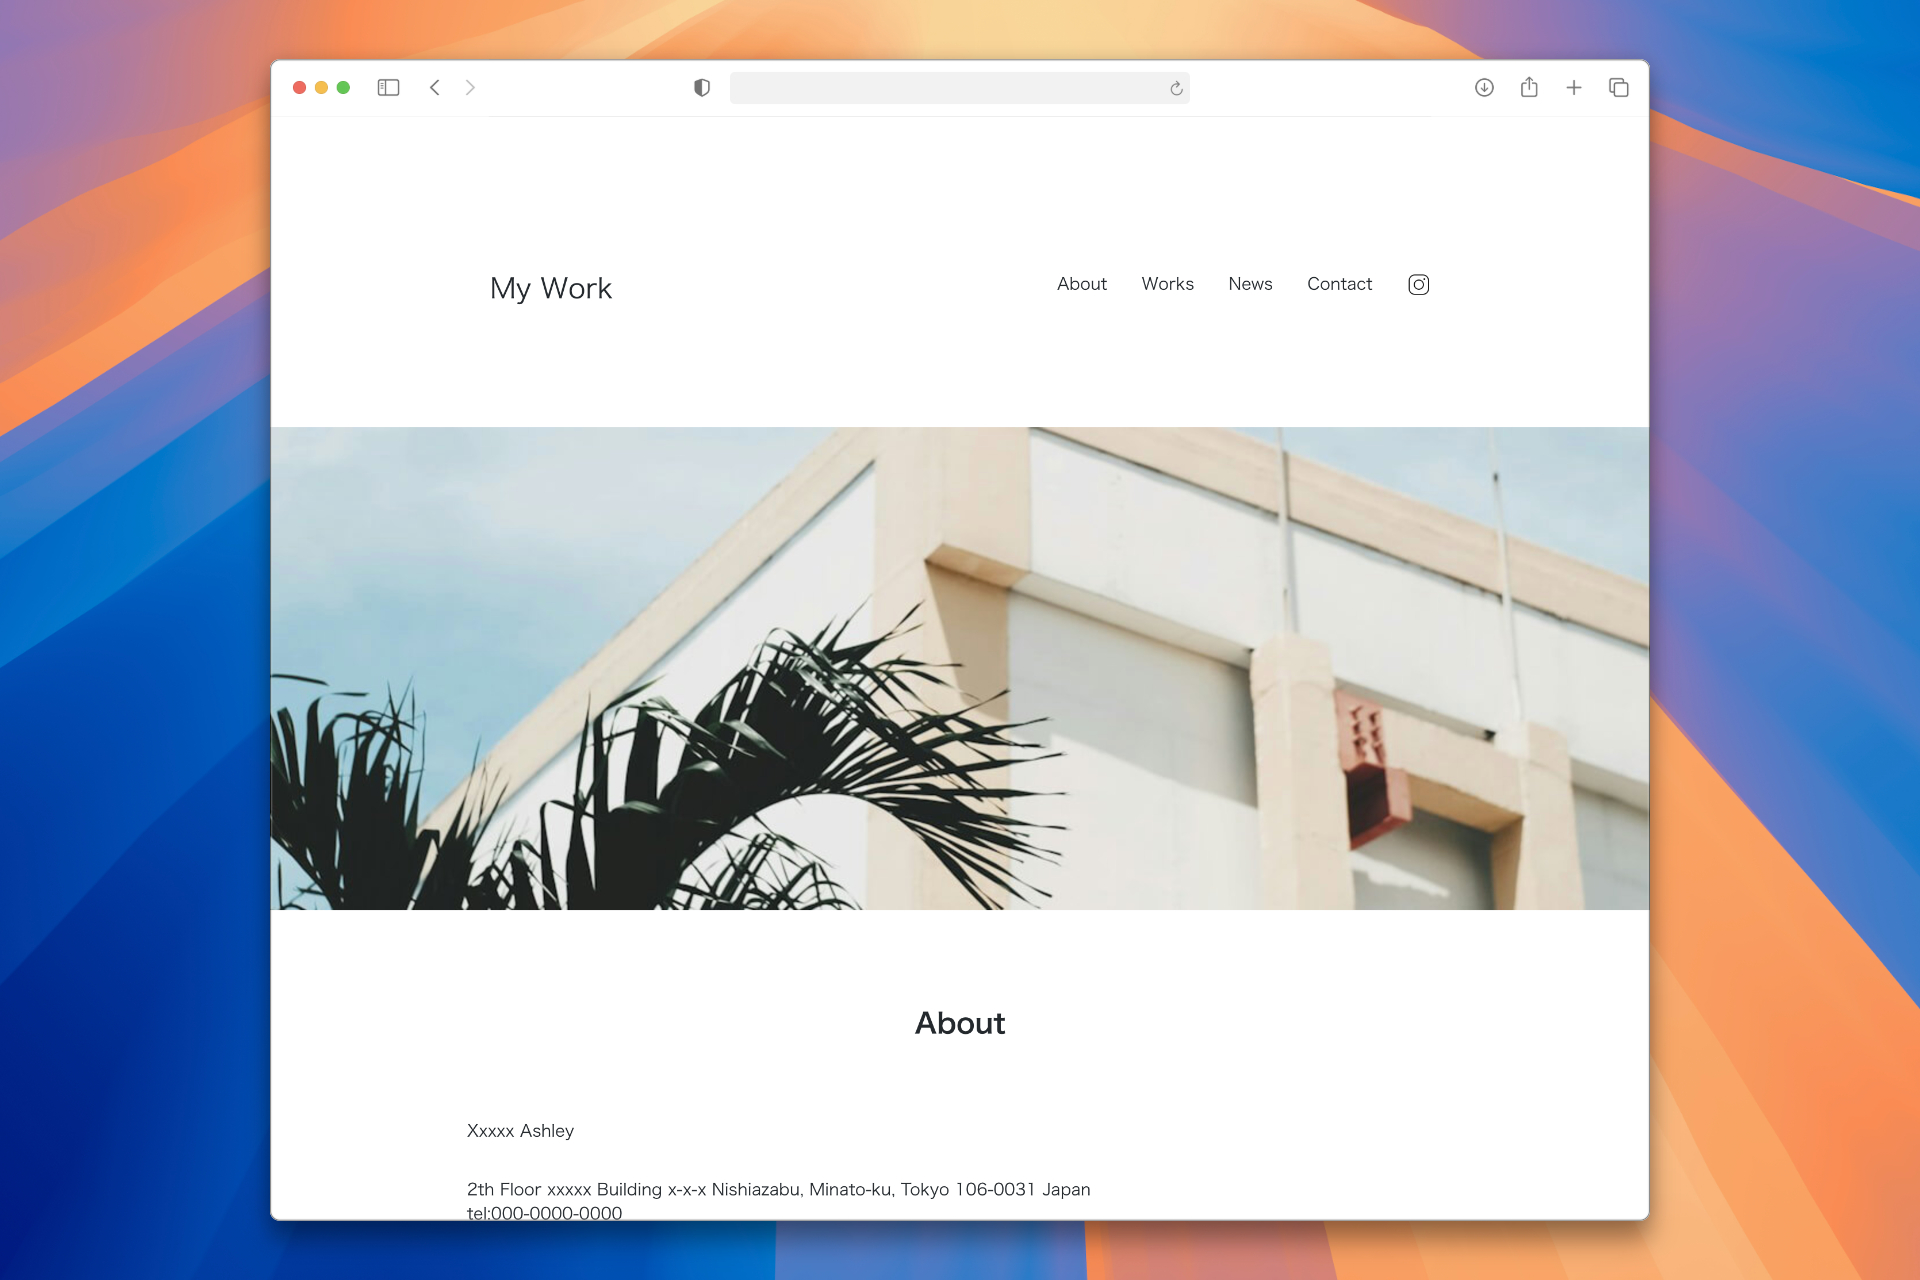 My Work
About Works News Contact
About
Xxxxx Ashley
2th Floor xxxxx Building x-x-x Nishiazabu, Minato-ku, Tokyo 106-0031 Japan
tel:000-0000-0000